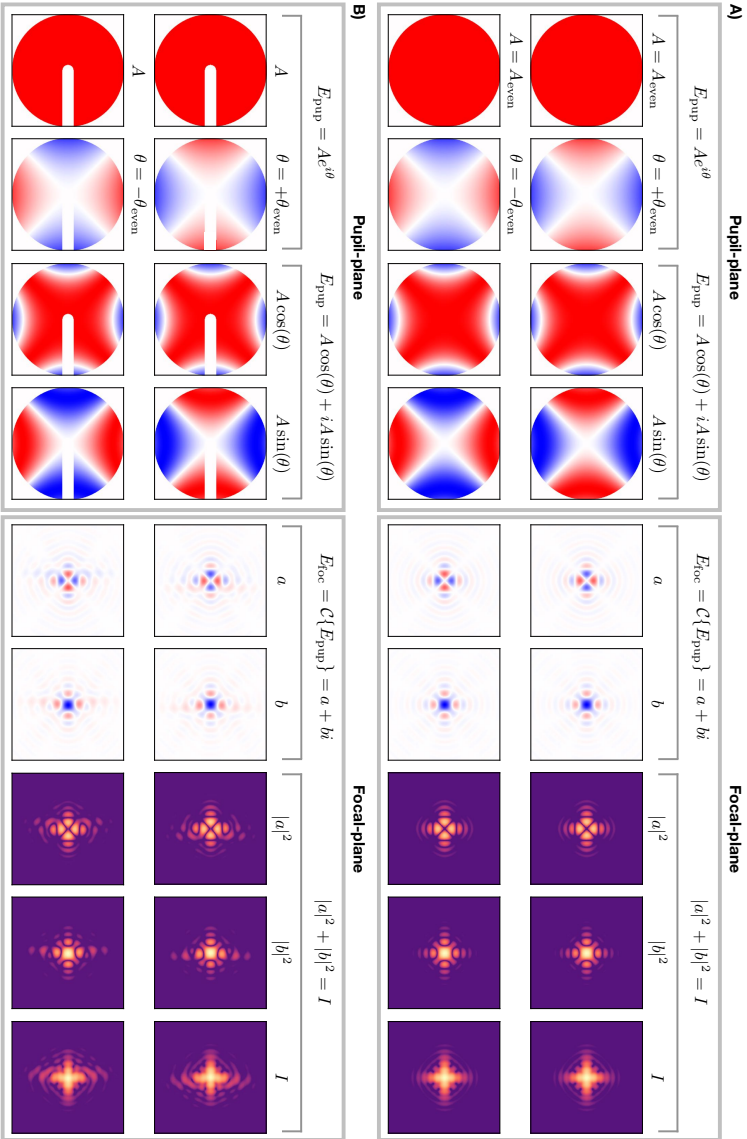 A)
Pupil-plane
Focal-plane
E_pup = Ae^{iθ}
E_pup = A cos(θ) + iA sin(θ)
E_foc = 𝒞{E_pup} = a + bi
|a|² + |b|² = I
A = A_even
θ = +θ_even
A cos(θ)
A sin(θ)
a
b
|a|²
|b|²
I
A = A_even
θ = −θ_even
B)
Pupil-plane
Focal-plane
E_pup = Ae^{iθ}
E_pup = A cos(θ) + iA sin(θ)
E_foc = 𝒞{E_pup} = a + bi
|a|² + |b|² = I
A
θ = +θ_even
A cos(θ)
A sin(θ)
a
b
|a|²
|b|²
I
A
θ = −θ_even